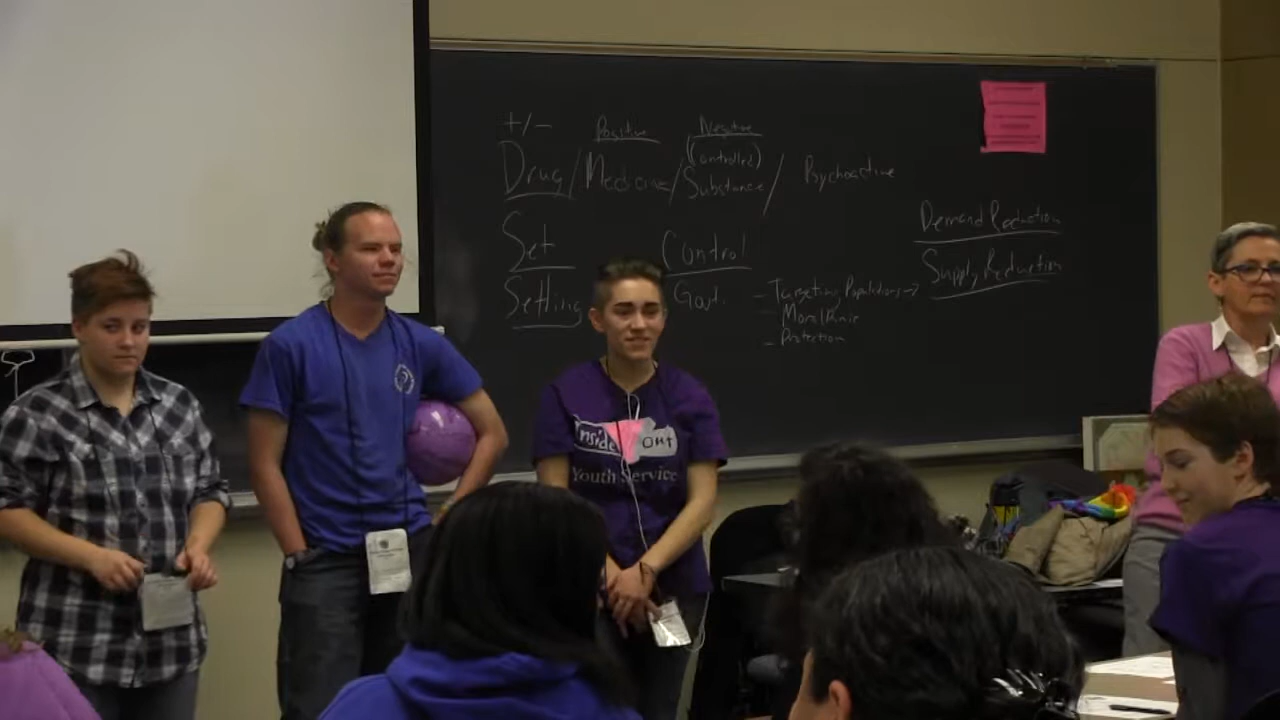 +/- Positive Negative
(Controlled)
Drug / Medicine / Substance / Psychoactive
Demand Reduction
Set Control
Supply Reduction
Setting Govt. - Targeting Populations →
- Moral Panic
- Protection
Inside Out
Youth Service